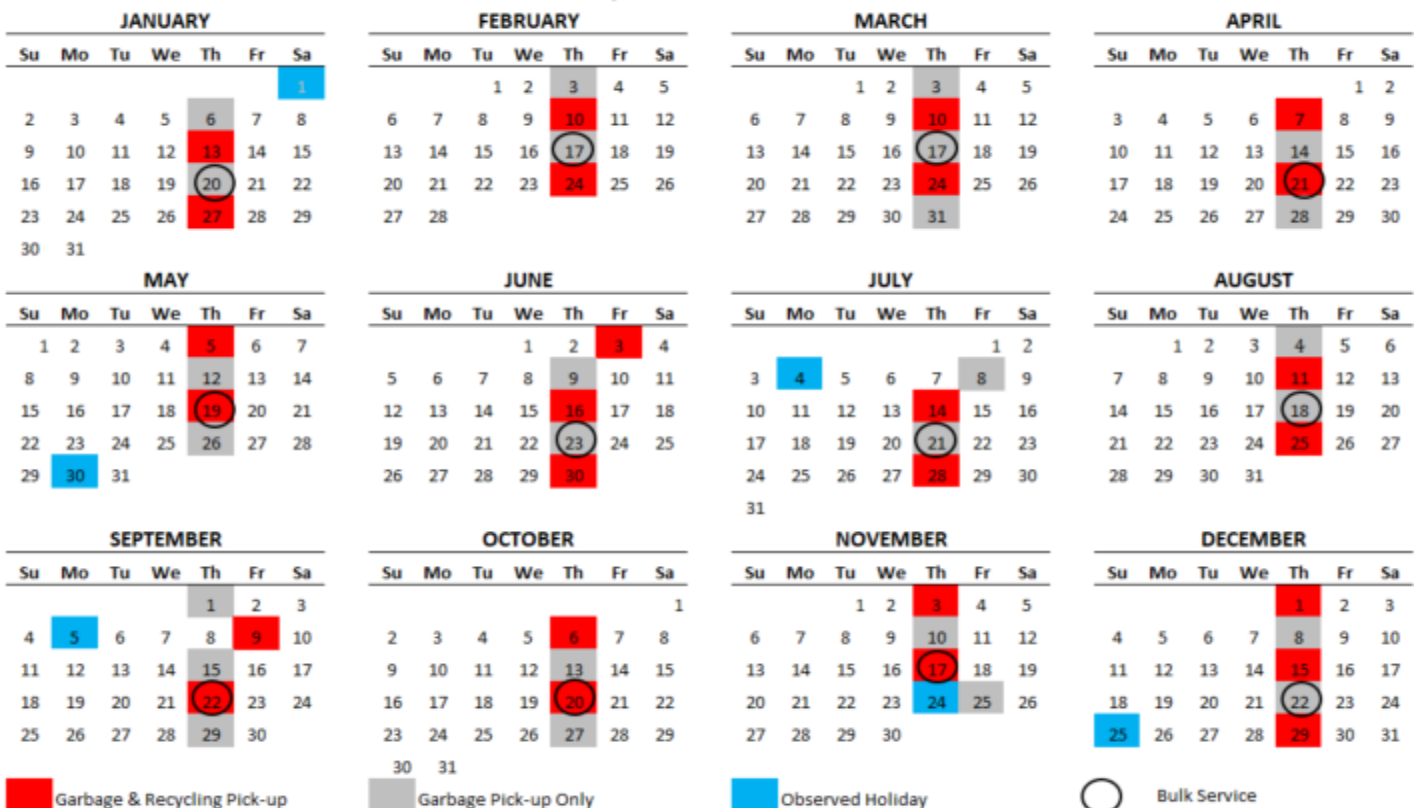 JANUARY FEBRUARY MARCH APRIL
Su Mo Tu We Th Fr Sa Su Mo Tu We Th Fr Sa Su Mo Tu We Th Fr Sa Su Mo Tu We Th Fr Sa
1 1 2 3 4 5 1 2 3 4 5 1 2
2 3 4 5 6 7 8 6 7 8 9 10 11 12 6 7 8 9 10 11 12 3 4 5 6 7 8 9
9 10 11 12 13 14 15 13 14 15 16 17 18 19 13 14 15 16 17 18 19 10 11 12 13 14 15 16
16 17 18 19 20 21 22 20 21 22 23 24 25 26 20 21 22 23 24 25 26 17 18 19 20 21 22 23
23 24 25 26 27 28 29 27 28 27 28 29 30 31 24 25 26 27 28 29 30
30 31
MAY JUNE JULY AUGUST
Su Mo Tu We Th Fr Sa Su Mo Tu We Th Fr Sa Su Mo Tu We Th Fr Sa Su Mo Tu We Th Fr Sa
1 2 3 4 5 6 7 1 2 3 4 1 2 1 2 3 4 5 6
8 9 10 11 12 13 14 5 6 7 8 9 10 11 3 4 5 6 7 8 9 7 8 9 10 11 12 13
15 16 17 18 19 20 21 12 13 14 15 16 17 18 10 11 12 13 14 15 16 14 15 16 17 18 19 20
22 23 24 25 26 27 28 19 20 21 22 23 24 25 17 18 19 20 21 22 23 21 22 23 24 25 26 27
29 30 31 26 27 28 29 30 24 25 26 27 28 29 30 28 29 30 31
31
SEPTEMBER OCTOBER NOVEMBER DECEMBER
Su Mo Tu We Th Fr Sa Su Mo Tu We Th Fr Sa Su Mo Tu We Th Fr Sa Su Mo Tu We Th Fr Sa
1 2 3 1 1 2 3 4 5 1 2 3
4 5 6 7 8 9 10 2 3 4 5 6 7 8 6 7 8 9 10 11 12 4 5 6 7 8 9 10
11 12 13 14 15 16 17 9 10 11 12 13 14 15 13 14 15 16 17 18 19 11 12 13 14 15 16 17
18 19 20 21 22 23 24 16 17 18 19 20 21 22 20 21 22 23 24 25 26 18 19 20 21 22 23 24
25 26 27 28 29 30 23 24 25 26 27 28 29 27 28 29 30 25 26 27 28 29 30 31
30 31
Garbage & Recycling Pick-up Garbage Pick-up Only Observed Holiday Bulk Service